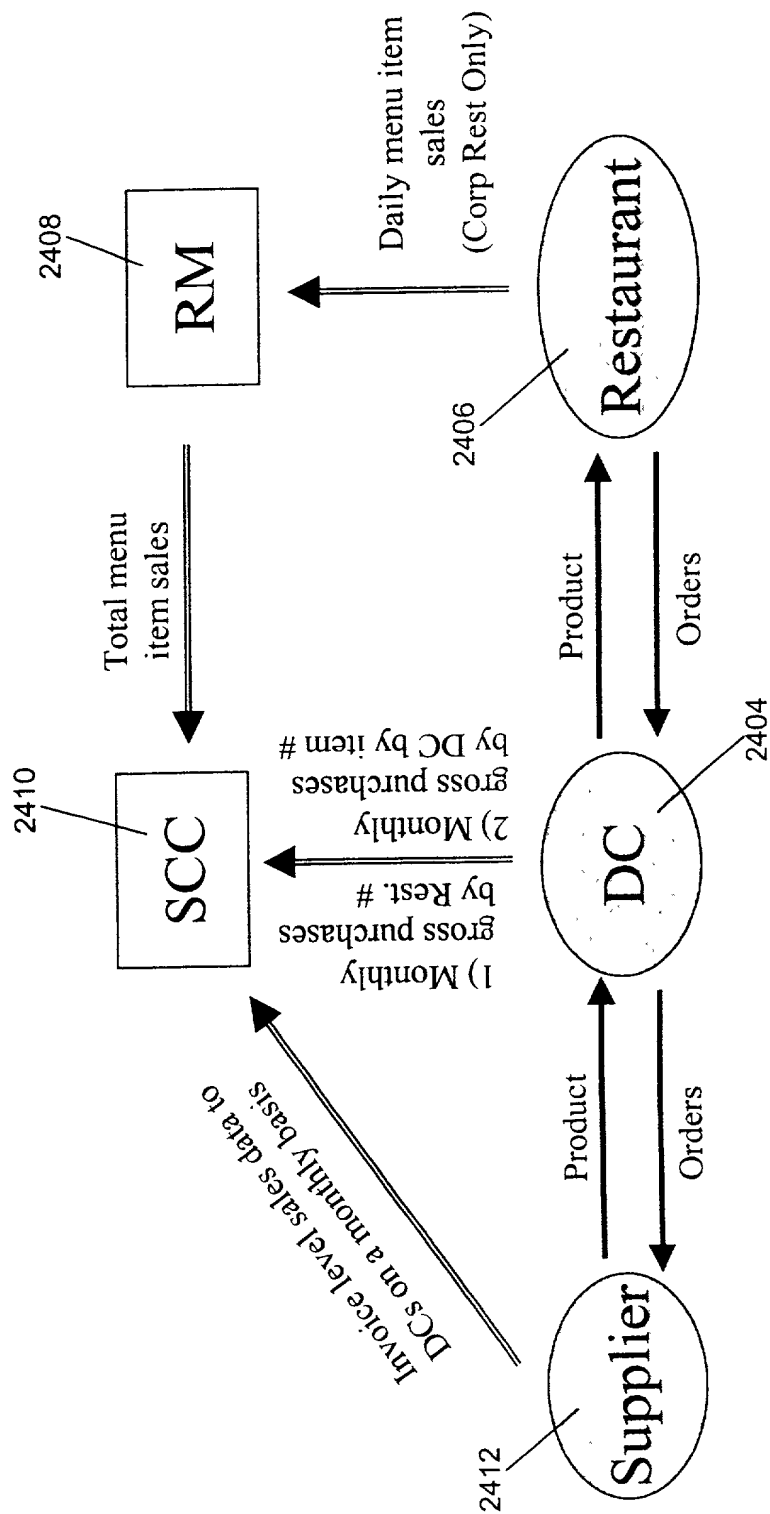 2410
SCC
Total menu
item sales
2408
RM
Invoice level sales data to
DCs on a monthly basis
1) Monthly
gross purchases
by Rest. #
2) Monthly
gross purchases
by DC by item #
Daily menu item
sales
(Corp Rest Only)
2412
Supplier
Product
Orders
DC
2404
Product
Orders
2406
Restaurant